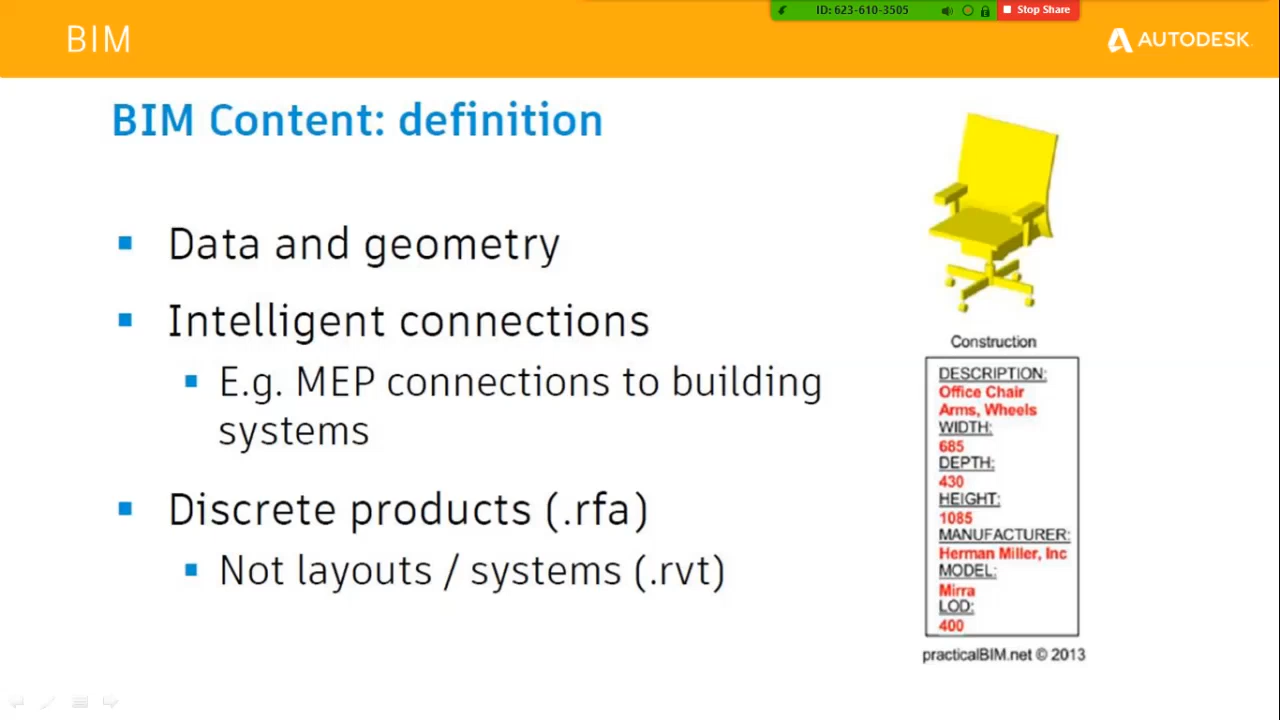 ID: 623-610-3505
Stop Share
BIM
AUTODESK
BIM Content: definition
Data and geometry
Intelligent connections
E.g. MEP connections to building
systems
Discrete products (.rfa)
Not layouts / systems (.rvt)
Construction
DESCRIPTION:
Office Chair
Arms, Wheels
WIDTH:
685
DEPTH:
430
HEIGHT:
1085
MANUFACTURER:
Herman Miller, Inc
MODEL:
Mirra
LOD:
400
practicalBIM.net © 2013